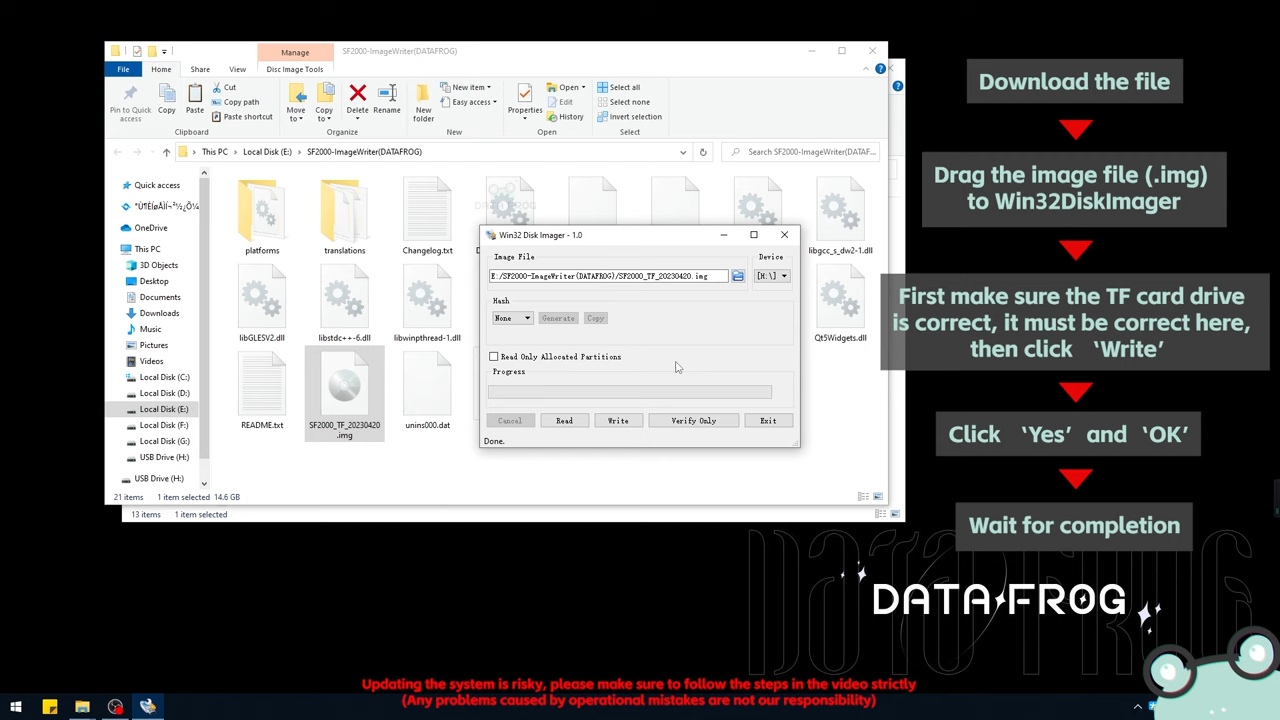 Manage
SF2000-ImageWriter(DATAFROG)
File
Home
Share
View
Disc Image Tools
Pin to Quick
access
Copy
Paste
Cut
Copy path
Paste shortcut
Clipboard
Move
to
Copy
to
Delete
Rename
Organize
New
folder
New item
Easy access
New
Properties
Open
Edit
History
Open
Select all
Select none
Invert selection
Select
This PC
Local Disk (E:)
SF2000-ImageWriter(DATAFROG)
Search SF2000-ImageWriter(DATAF...
Quick access
OneDrive
This PC
3D Objects
Desktop
Documents
Downloads
Music
Pictures
Videos
Local Disk (C:)
Local Disk (D:)
Local Disk (E:)
Local Disk (F:)
Local Disk (G:)
USB Drive (H:)
USB Drive (H:)
platforms
translations
Changelog.txt
libgcc_s_dw2-1.dll
libGLESV2.dll
libstdc++-6.dll
libwinpthread-1.dll
Qt5Widgets.dll
README.txt
SF2000_TF_20230420
.img
unins000.dat
DATA FROG
Win32 Disk Imager - 1.0
Image File
Device
E:/SF2000-ImageWriter(DATAFROG)/SF2000_TF_20230420.img
[H:\]
Hash
None
Generate
Copy
Read Only Allocated Partitions
Progress
Cancel
Read
Write
Verify Only
Exit
Done.
21 items
1 item selected
14.6 GB
13 items
1 item selected
Download the file
Drag the image file (.img)
to Win32DiskImager
First make sure the TF card drive
is correct, it must be correct here,
then click ‘Write’
Click ‘Yes’ and ‘OK’
Wait for completion
DATA FROG
DATA FROG
Updating the system is risky, please make sure to follow the steps in the video strictly
(Any problems caused by operational mistakes are not our responsibility)